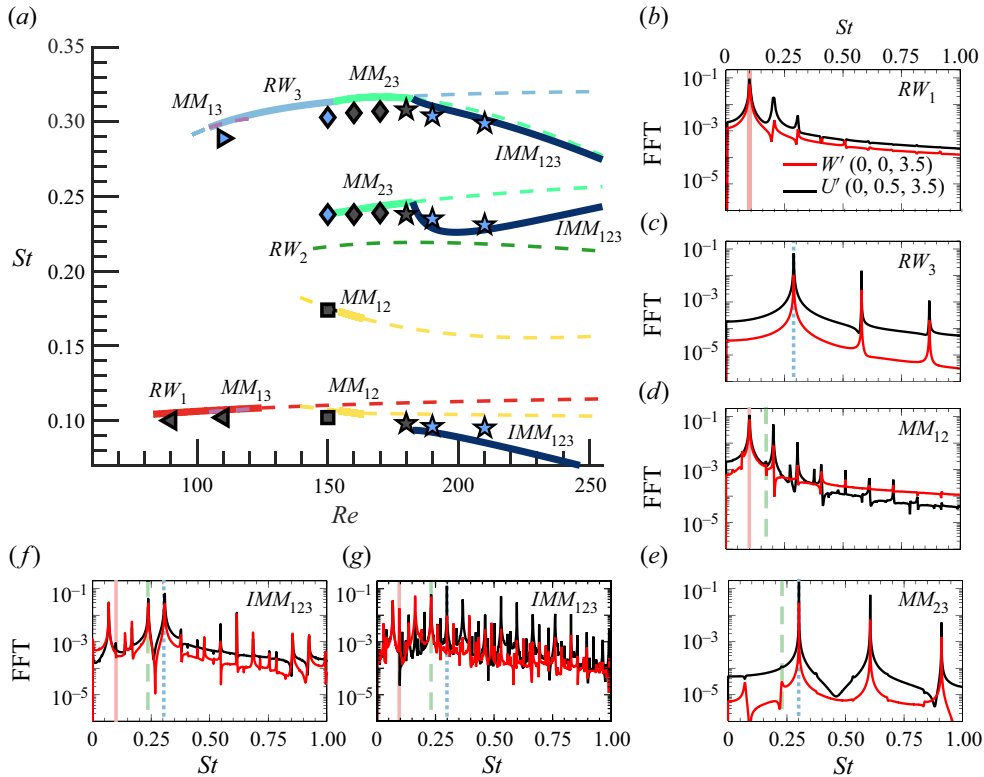 (a)
0.35
0.30
0.25
0.20
0.15
0.10
St
100
150
200
250
Re
MM13
RW3
MM23
IMM123
MM23
RW2
IMM123
MM12
RW1
MM13
MM12
IMM123
(b)
St
0 0.25 0.50 0.75 1.00
10−1
10−3
10−5
FFT
RW1
W′ (0, 0, 3.5)
U′ (0, 0.5, 3.5)
(c)
10−1
10−3
10−5
FFT
RW3
(d)
10−1
10−3
10−5
FFT
MM12
(e)
10−1
10−3
10−5
FFT
MM23
0 0.25 0.50 0.75 1.00
St
(f)
10−1
10−3
10−5
FFT
IMM123
0 0.25 0.50 0.75 1.00
St
(g)
10−1
10−3
10−5
IMM123
0 0.25 0.50 0.75 1.00
St